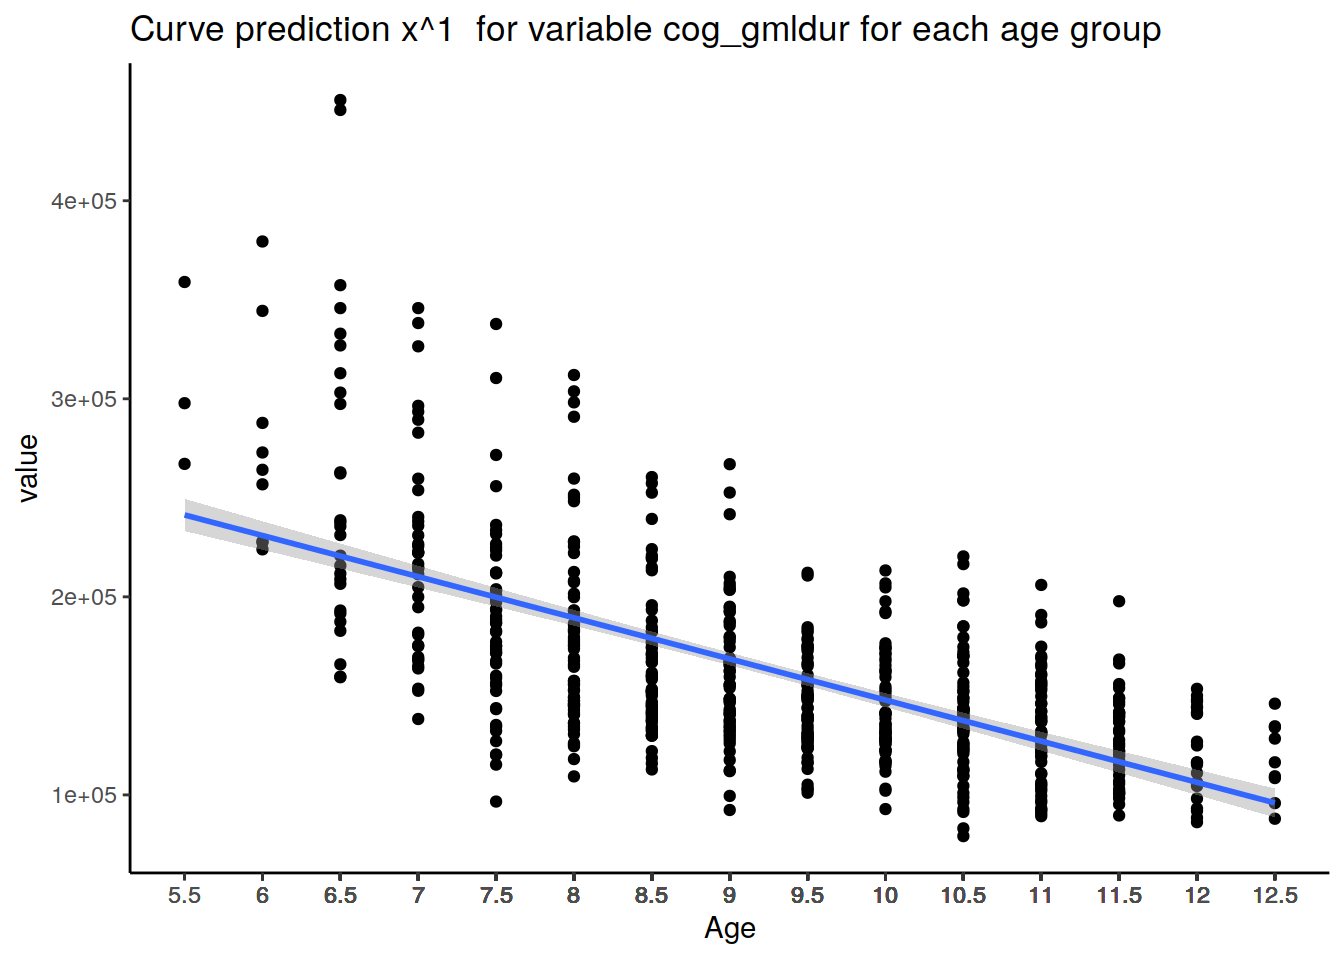 Curve prediction x^1  for variable cog_gmldur for each age group
4e+05
3e+05
2e+05
1e+05
value
5.5 6 6.5 7 7.5 8 8.5 9 9.5 10 10.5 11 11.5 12 12.5
Age